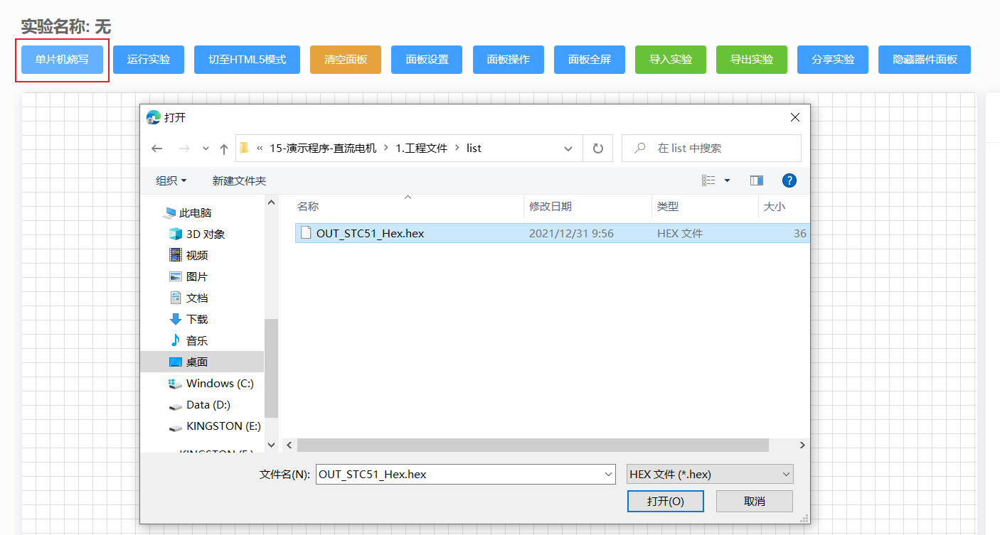 实验名称: 无
单片机烧写 运行实验 切至HTML5模式 清空面板 面板设置 面板操作 面板全屏 导入实验 导出实验 分享实验 隐藏器件面板
打开
« 15-演示程序-直流电机 > 1.工程文件 > list 在 list 中搜索
组织 新建文件夹
名称 修改日期 类型 大小
OUT_STC51_Hex.hex 2021/12/31 9:56 HEX 文件 36
此电脑
3D 对象
视频
图片
文档
下载
音乐
桌面
Windows (C:)
Data (D:)
KINGSTON (E:)
文件名(N): OUT_STC51_Hex.hex HEX 文件 (*.hex)
打开(O) 取消